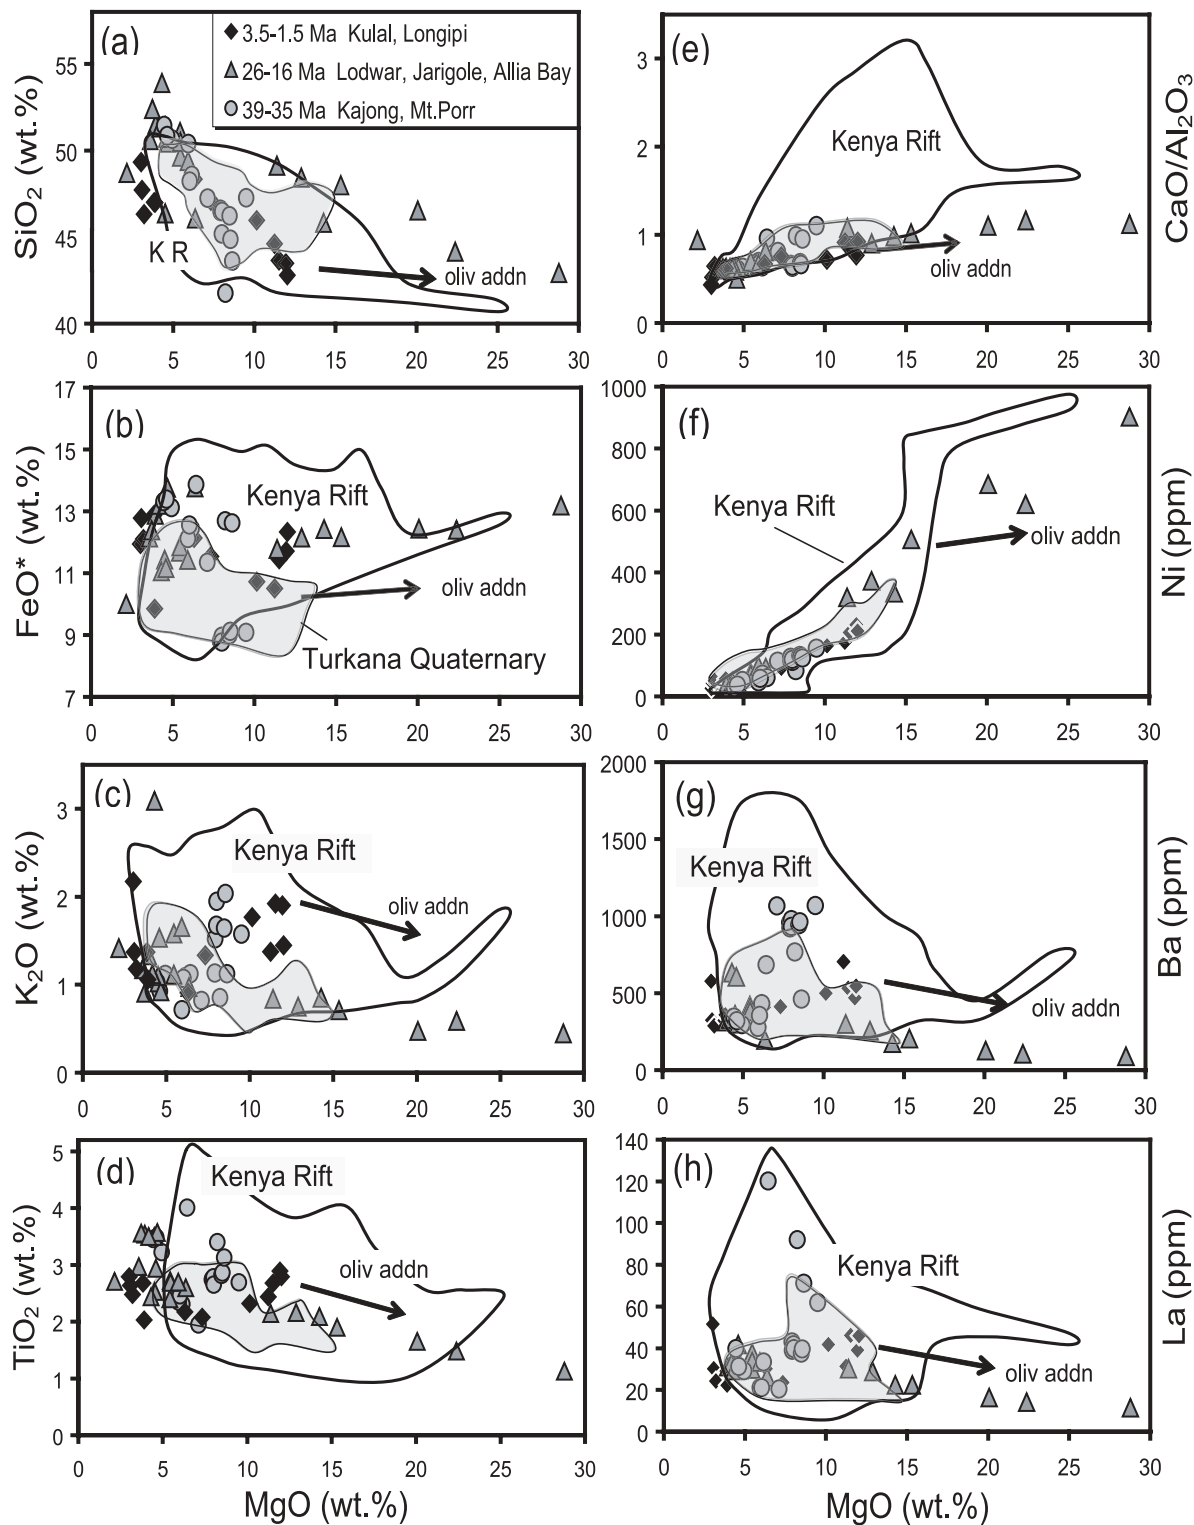 (a)
3.5-1.5 Ma Kulal, Longipi
26-16 Ma Lodwar, Jarigole, Allia Bay
39-35 Ma Kajong, Mt.Porr
SiO2 (wt.%)
55
50
45
40
K R
oliv addn
0 5 10 15 20 25 30
(e)
3
2
1
0
Kenya Rift
oliv addn
CaO/Al2O3
0 5 10 15 20 25 30
(b)
FeO* (wt.%)
17
15
13
11
9
7
Kenya Rift
oliv addn
Turkana Quaternary
0 5 10 15 20 25 30
(f)
1000
800
600
400
200
0
Kenya Rift
oliv addn
Ni (ppm)
0 5 10 15 20 25 30
(c)
K2O (wt.%)
3
2
1
0
Kenya Rift
oliv addn
0 5 10 15 20 25 30
(g)
2000
1500
1000
500
0
Kenya Rift
oliv addn
Ba (ppm)
0 5 10 15 20 25 30
(d)
TiO2 (wt.%)
5
4
3
2
1
0
Kenya Rift
oliv addn
0 5 10 15 20 25 30
MgO (wt.%)
(h)
140
120
100
80
60
40
20
0
Kenya Rift
oliv addn
La (ppm)
0 5 10 15 20 25 30
MgO (wt.%)